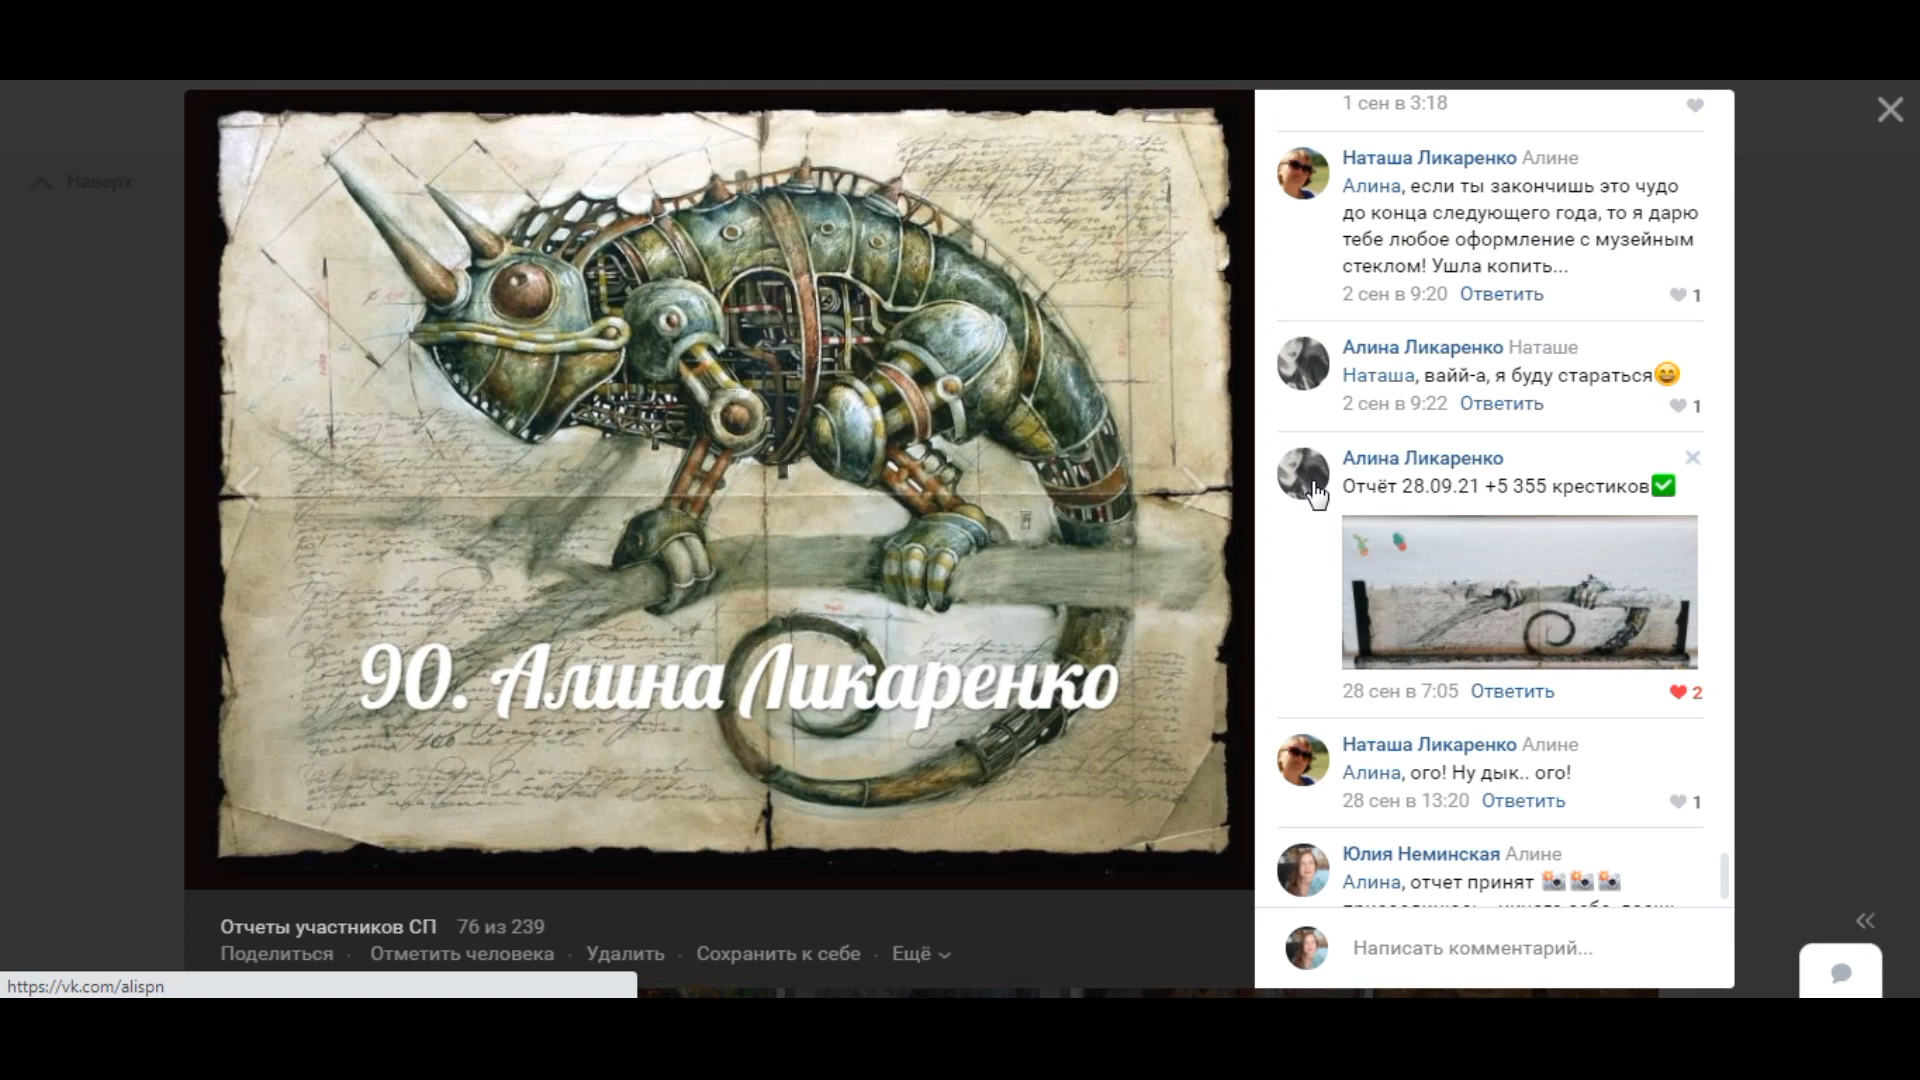 Наверх
90. Алина Ликаренко
Отчеты участников СП 76 из 239
Поделиться · Отметить человека · Удалить · Сохранить к себе · Ещё
https://vk.com/alispn
1 сен в 3:18
Наташа Ликаренко Алине
Алина, если ты закончишь это чудо
до конца следующего года, то я дарю
тебе любое оформление с музейным
стеклом! Ушла копить...
2 сен в 9:20 Ответить 1
Алина Ликаренко Наташе
Наташа, вайй-а, я буду стараться😄
2 сен в 9:22 Ответить 1
Алина Ликаренко
Отчёт 28.09.21 +5 355 крестиков✅
28 сен в 7:05 Ответить 2
Наташа Ликаренко Алине
Алина, ого! Ну дык.. ого!
28 сен в 13:20 Ответить 1
Юлия Неминская Алине
Алина, отчет принят 📸📸📸
Написать комментарий...